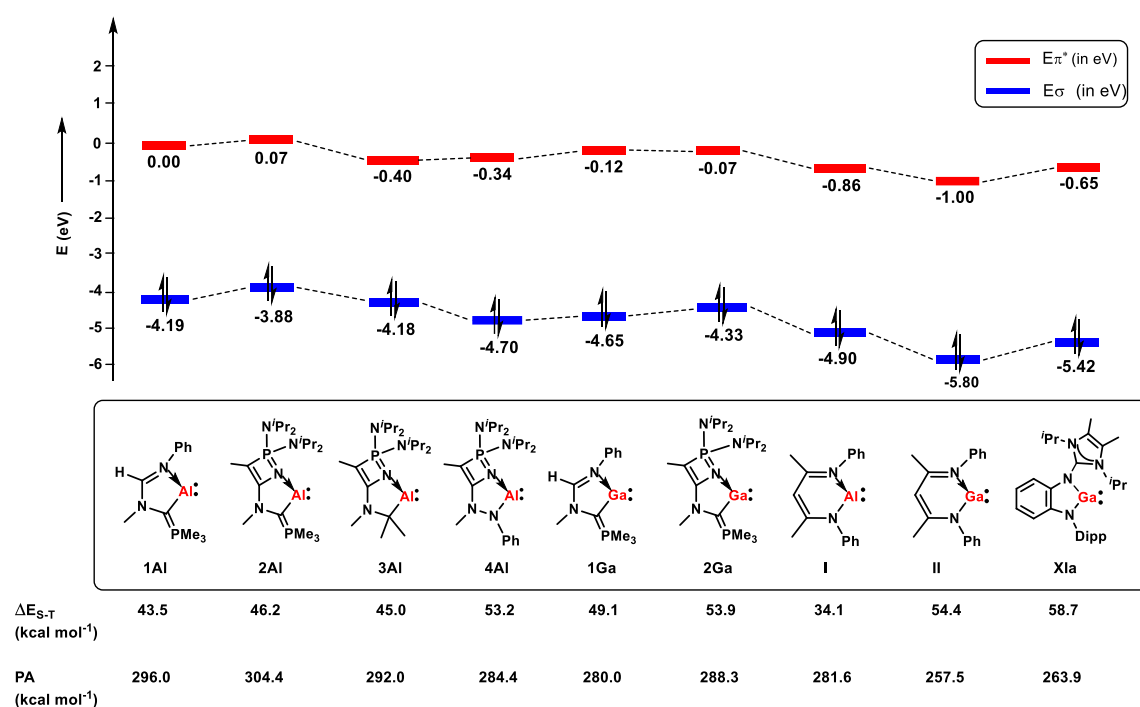 Eπ* (in eV)
Eσ (in eV)
E (eV)
2
1
0
-1
-2
-3
-4
-5
-6
0.00
0.07
-0.40
-0.34
-0.12
-0.07
-0.86
-1.00
-0.65
-4.19
-3.88
-4.18
-4.70
-4.65
-4.33
-4.90
-5.80
-5.42
H
Ph
N
Al:
N
PMe3
NiPr2
P
NiPr2
N
Al:
N
PMe3
NiPr2
P
NiPr2
N
Al:
N
NiPr2
P
NiPr2
N
Al:
N
N
Ph
H
Ph
N
Ga:
N
PMe3
NiPr2
P
NiPr2
N
Ga:
N
PMe3
Ph
N
Al:
N
Ph
Ph
N
Ga:
N
Ph
iPr
N
N
iPr
N
Ga:
N
Dipp
1Al 2Al 3Al 4Al 1Ga 2Ga I II XIa
ΔES-T 43.5 46.2 45.0 53.2 49.1 53.9 34.1 54.4 58.7
(kcal mol-1)
PA 296.0 304.4 292.0 284.4 280.0 288.3 281.6 257.5 263.9
(kcal mol-1)